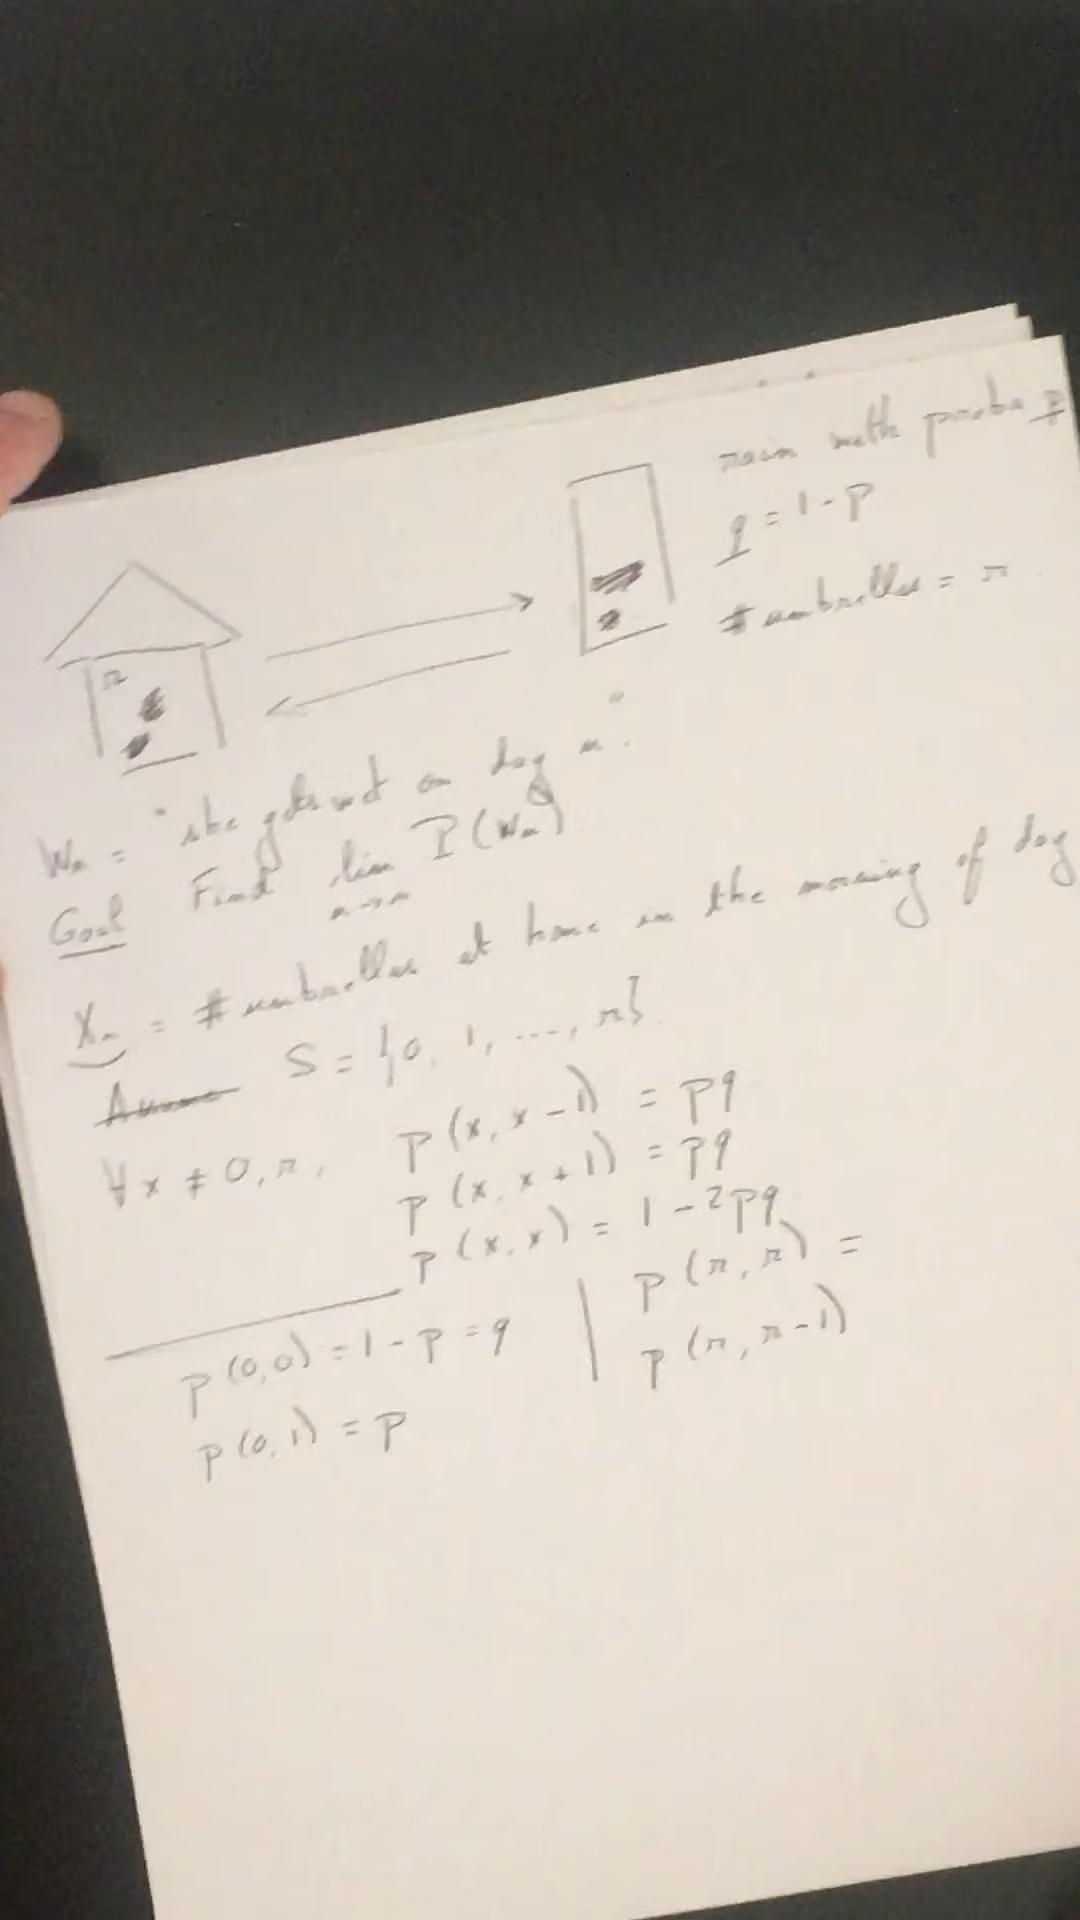 rain with proba p
q = 1 - p
# umbrellas = r
r
Wn = "she gets wet on day n".
Goal Find lim P(Wn)
n→∞
Xn = # umbrellas at home in the morning of day
S = {0, 1, ...., r}.
∀x ≠ 0, r, p(x, x-1) = pq
p(x, x+1) = pq
p(x, x) = 1 - 2pq
p(0,0) = 1 - p = q | p(r, r) =
p(0,1) = p p(r, r-1)